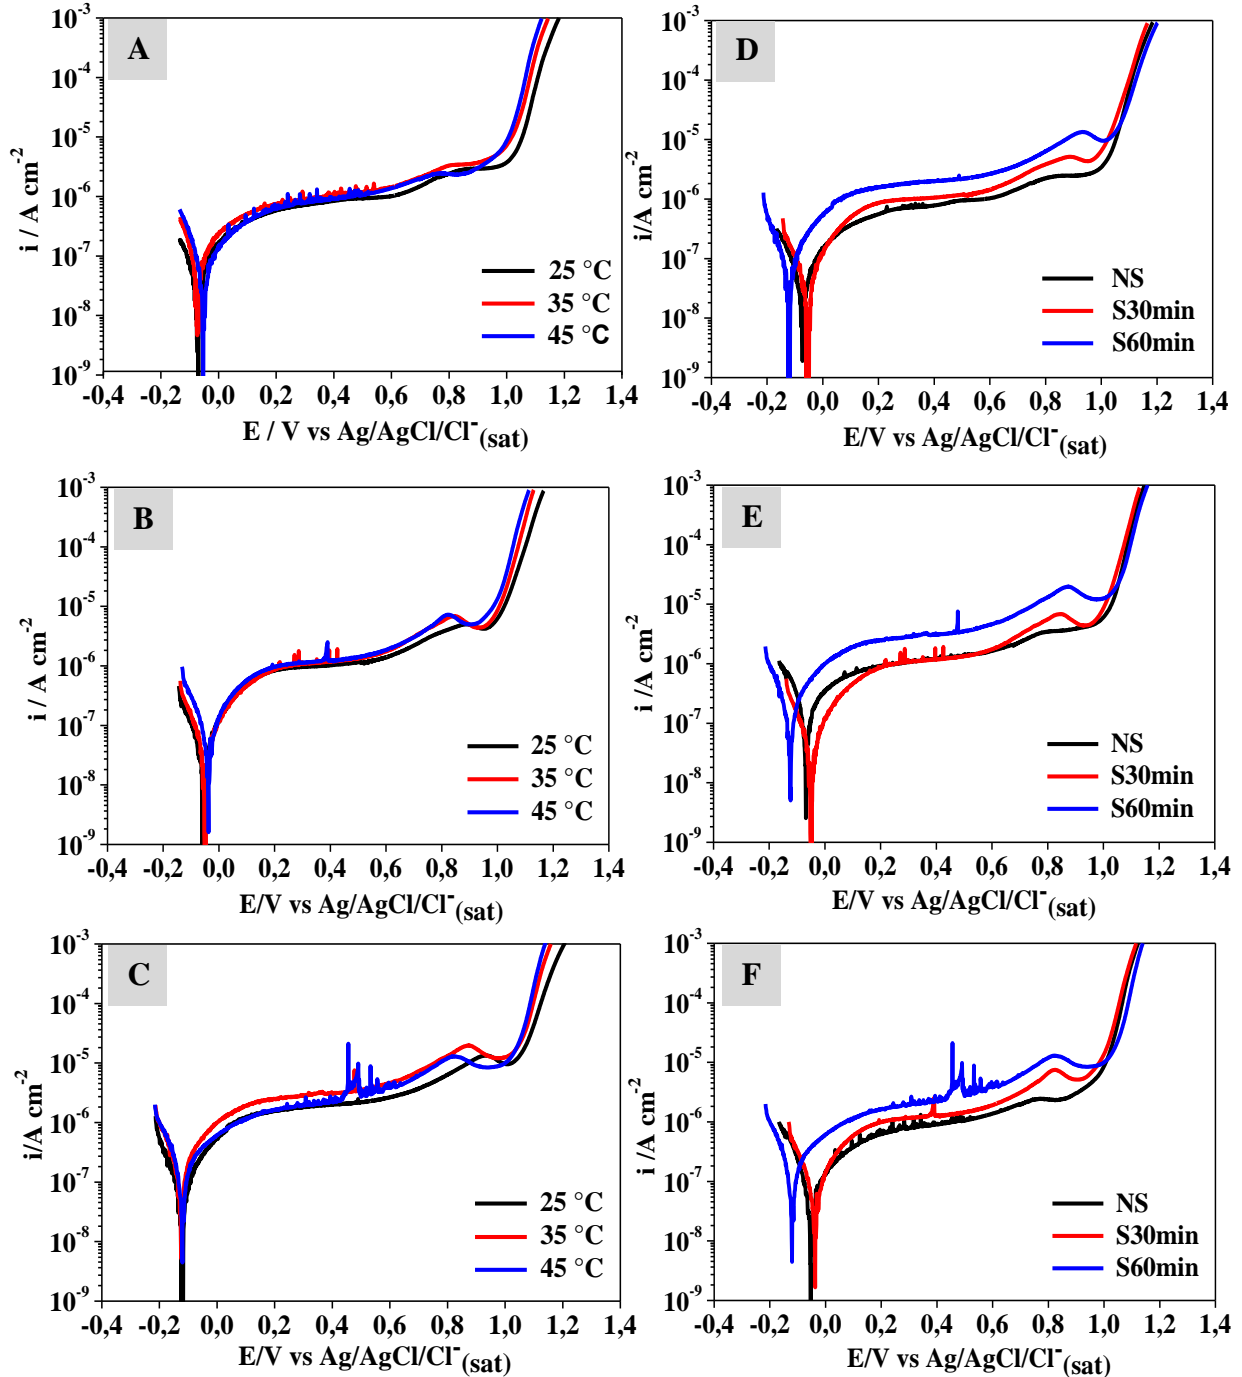 A
10⁻³
10⁻⁴
10⁻⁵
10⁻⁶
10⁻⁷
10⁻⁸
10⁻⁹
i / A cm⁻²
25 °C
35 °C
45 °C
-0,4 -0,2 0,0 0,2 0,4 0,6 0,8 1,0 1,2 1,4
E / V vs Ag/AgCl/Cl⁻(sat)
D
10⁻³
10⁻⁴
10⁻⁵
10⁻⁶
10⁻⁷
10⁻⁸
10⁻⁹
i/A cm⁻²
NS
S30min
S60min
-0,4 -0,2 0,0 0,2 0,4 0,6 0,8 1,0 1,2 1,4
E/V vs Ag/AgCl/Cl⁻(sat)
B
10⁻³
10⁻⁴
10⁻⁵
10⁻⁶
10⁻⁷
10⁻⁸
10⁻⁹
i / A cm⁻²
25 °C
35 °C
45 °C
-0,4 -0,2 0,0 0,2 0,4 0,6 0,8 1,0 1,2 1,4
E/V vs Ag/AgCl/Cl⁻(sat)
E
10⁻³
10⁻⁴
10⁻⁵
10⁻⁶
10⁻⁷
10⁻⁸
10⁻⁹
i /A cm⁻²
NS
S30min
S60min
-0,4 -0,2 0,0 0,2 0,4 0,6 0,8 1,0 1,2 1,4
E/V vs Ag/AgCl/Cl⁻(sat)
C
10⁻³
10⁻⁴
10⁻⁵
10⁻⁶
10⁻⁷
10⁻⁸
10⁻⁹
i/A cm⁻²
25 °C
35 °C
45 °C
-0,4 -0,2 0,0 0,2 0,4 0,6 0,8 1,0 1,2 1,4
E/V vs Ag/AgCl/Cl⁻(sat)
F
10⁻³
10⁻⁴
10⁻⁵
10⁻⁶
10⁻⁷
10⁻⁸
10⁻⁹
i /A cm⁻²
NS
S30min
S60min
-0,4 -0,2 0,0 0,2 0,4 0,6 0,8 1,0 1,2 1,4
E/V vs Ag/AgCl/Cl⁻(sat)